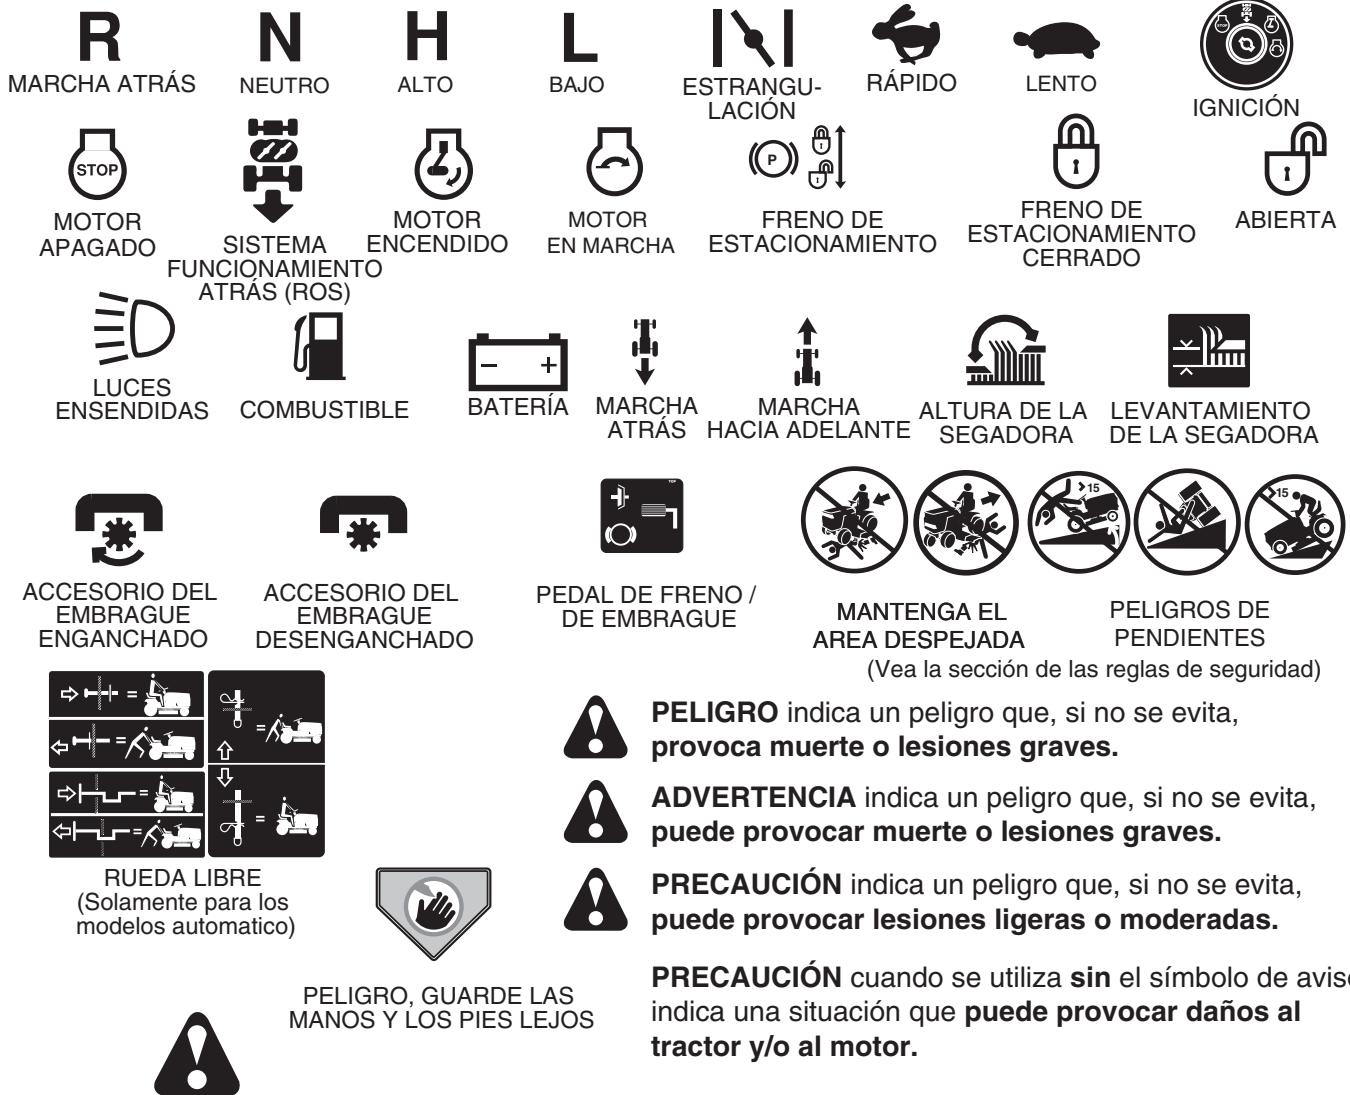 R
N
H
L
MARCHA ATRÁS
NEUTRO
ALTO
BAJO
ESTRANGU-
LACIÓN
RÁPIDO
LENTO
STOP
IGNICIÓN
STOP
MOTOR
APAGADO
SISTEMA
FUNCIONAMIENTO
ATRÁS (ROS)
MOTOR
ENCENDIDO
MOTOR
EN MARCHA
P
FRENO DE
ESTACIONAMIENTO
FRENO DE
ESTACIONAMIENTO
CERRADO
ABIERTA
LUCES
ENSENDIDAS
COMBUSTIBLE
BATERÍA
MARCHA
ATRÁS
MARCHA
HACIA ADELANTE
ALTURA DE LA
SEGADORA
LEVANTAMIENTO
DE LA SEGADORA
ACCESORIO DEL
EMBRAGUE
ENGANCHADO
ACCESORIO DEL
EMBRAGUE
DESENGANCHADO
TOP
PEDAL DE FRENO /
DE EMBRAGUE
>15
>15
MANTENGA EL
AREA DESPEJADA
PELIGROS DE
PENDIENTES
(Vea la sección de las reglas de seguridad)
RUEDA LIBRE
(Solamente para los
modelos automatico)
PELIGRO, GUARDE LAS
MANOS Y LOS PIES LEJOS
PELIGRO indica un peligro que, si no se evita,
provoca muerte o lesiones graves.
ADVERTENCIA indica un peligro que, si no se evita,
puede provocar muerte o lesiones graves.
PRECAUCIÓN indica un peligro que, si no se evita,
puede provocar lesiones ligeras o moderadas.
PRECAUCIÓN cuando se utiliza sin el símbolo de aviso
indica una situación que puede provocar daños al
tractor y/o al motor.